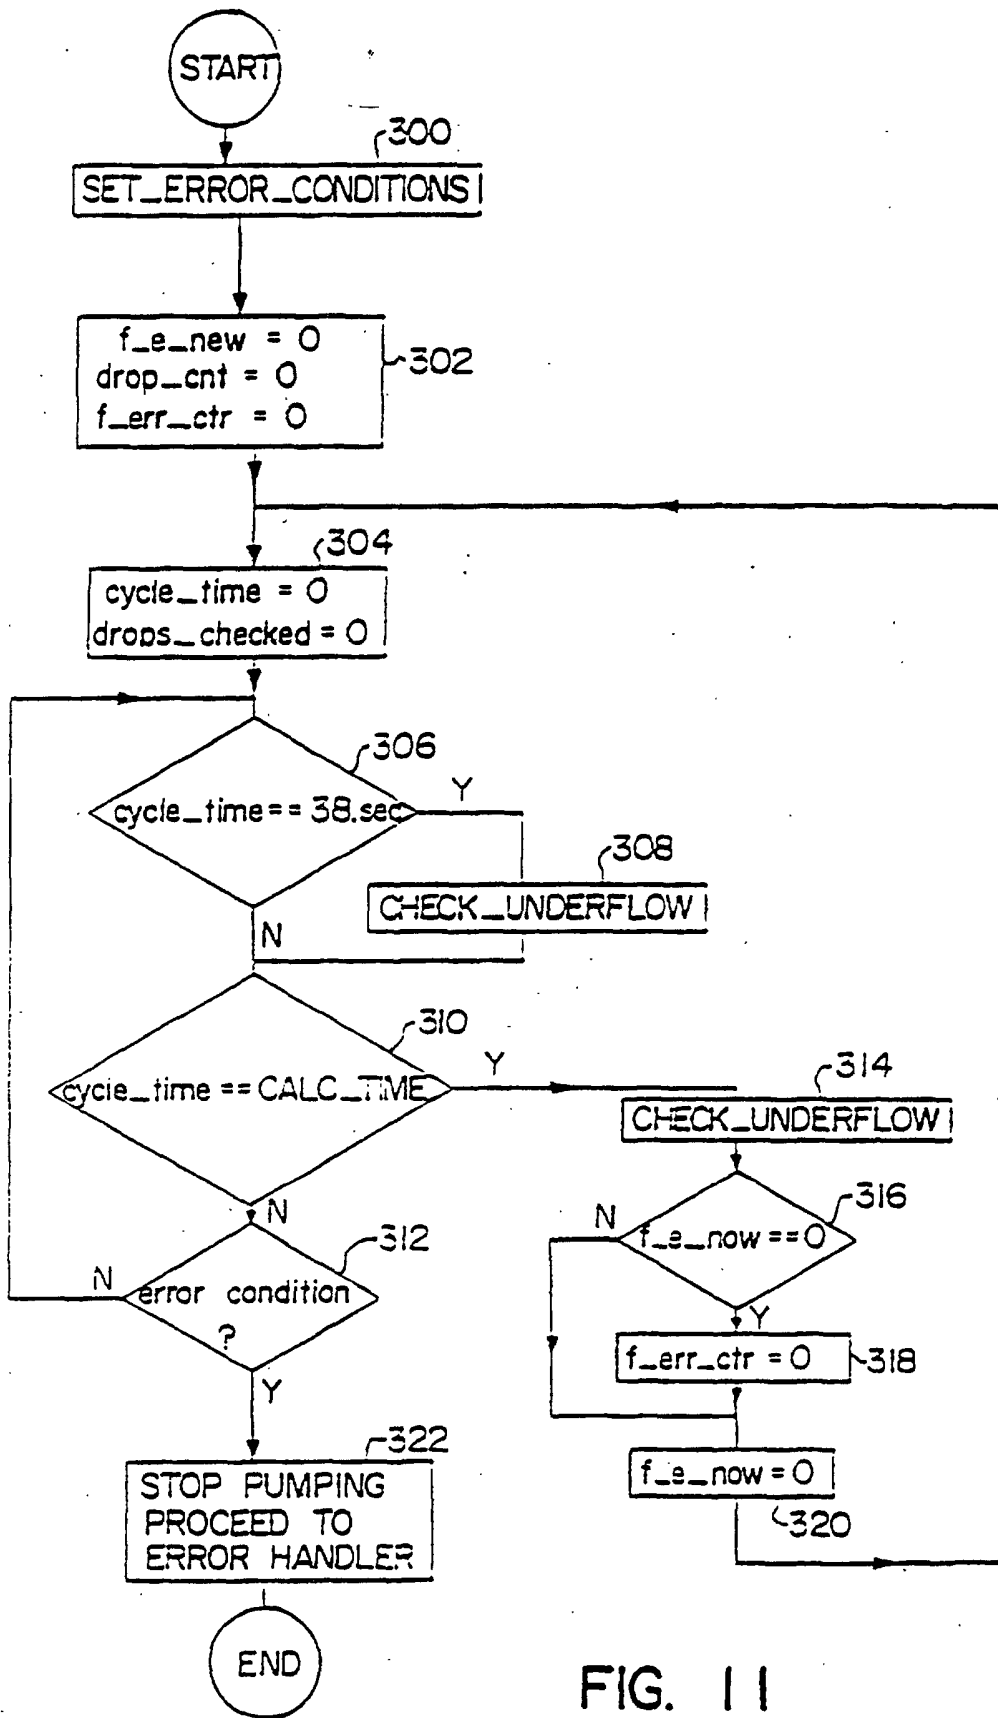 START
300
SET_ERROR_CONDITIONS
f_e_new = 0
drop_cnt = 0
f_err_ctr = 0
302
304
cycle_time = 0
drops_checked = 0
306
cycle_time == 38.sec
Y
308
CHECK_UNDERFLOW
N
310
cycle_time == CALC_TIME
Y
314
CHECK_UNDERFLOW
N
316
f_e_now == 0
N
312
error condition
?
N
Y
f_err_ctr = 0
318
Y
322
STOP PUMPING
PROCEED TO
ERROR HANDLER
f_e_now = 0
320
END
FIG. 11